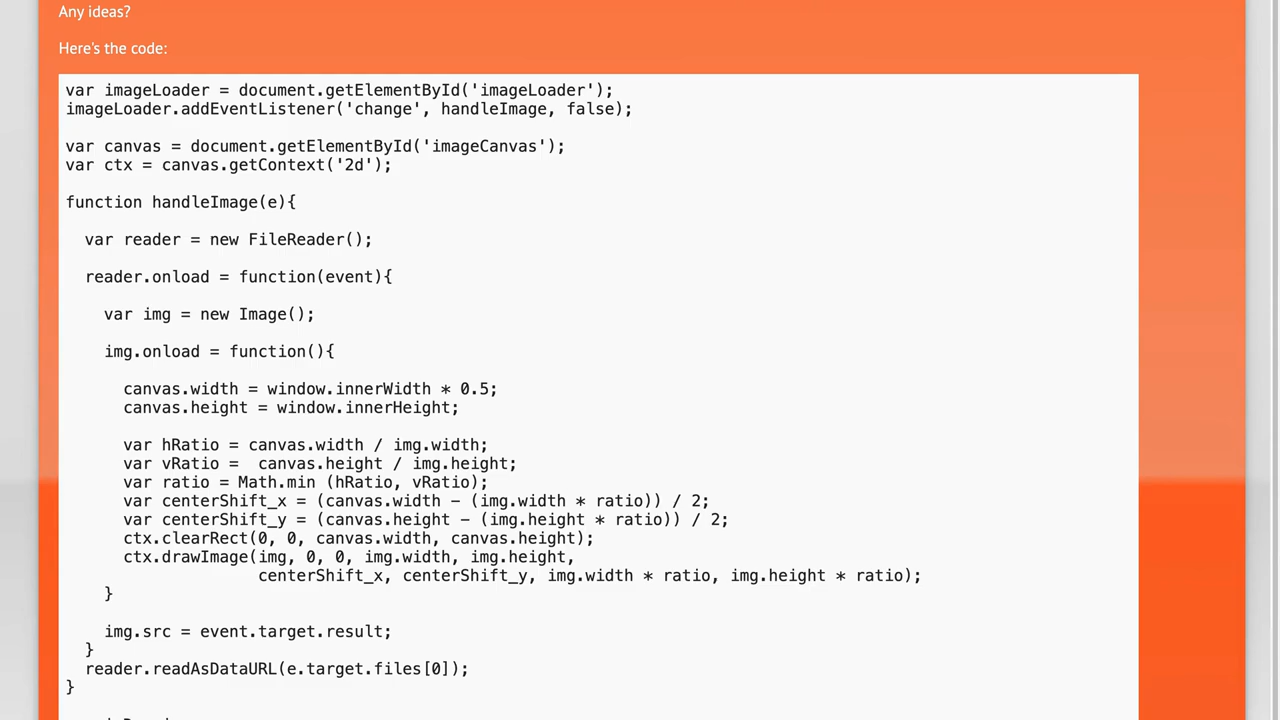 Any ideas?
Here's the code:
var imageLoader = document.getElementById('imageLoader');
imageLoader.addEventListener('change', handleImage, false);
var canvas = document.getElementById('imageCanvas');
var ctx = canvas.getContext('2d');
function handleImage(e){
var reader = new FileReader();
reader.onload = function(event){
var img = new Image();
img.onload = function(){
canvas.width = window.innerWidth * 0.5;
canvas.height = window.innerHeight;
var hRatio = canvas.width / img.width;
var vRatio =  canvas.height / img.height;
var ratio = Math.min (hRatio, vRatio);
var centerShift_x = (canvas.width - (img.width * ratio)) / 2;
var centerShift_y = (canvas.height - (img.height * ratio)) / 2;
ctx.clearRect(0, 0, canvas.width, canvas.height);
ctx.drawImage(img, 0, 0, img.width, img.height,
centerShift_x, centerShift_y, img.width * ratio, img.height * ratio);
}
img.src = event.target.result;
}
reader.readAsDataURL(e.target.files[0]);
}